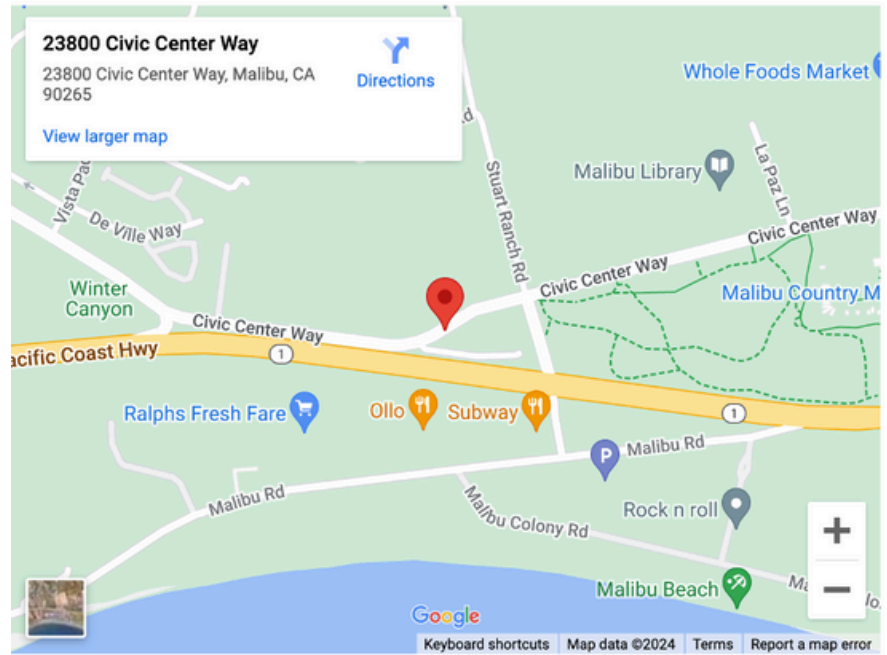 23800 Civic Center Way
23800 Civic Center Way, Malibu, CA
90265
Directions
View larger map
Whole Foods Market
Malibu Library
La Paz Ln
Stuart Ranch Rd
Vista Pac
De Ville Way
Civic Center Way
Civic Center Way
Winter
Canyon
Malibu Country M
Civic Center Way
acific Coast Hwy
1
Ralphs Fresh Fare
Ollo
Subway
1
P
Malibu Rd
Malibu Rd
Malibu Colony Rd
Rock n roll
Malibu Beach
Google
Keyboard shortcuts
Map data ©2024
Terms
Report a map error